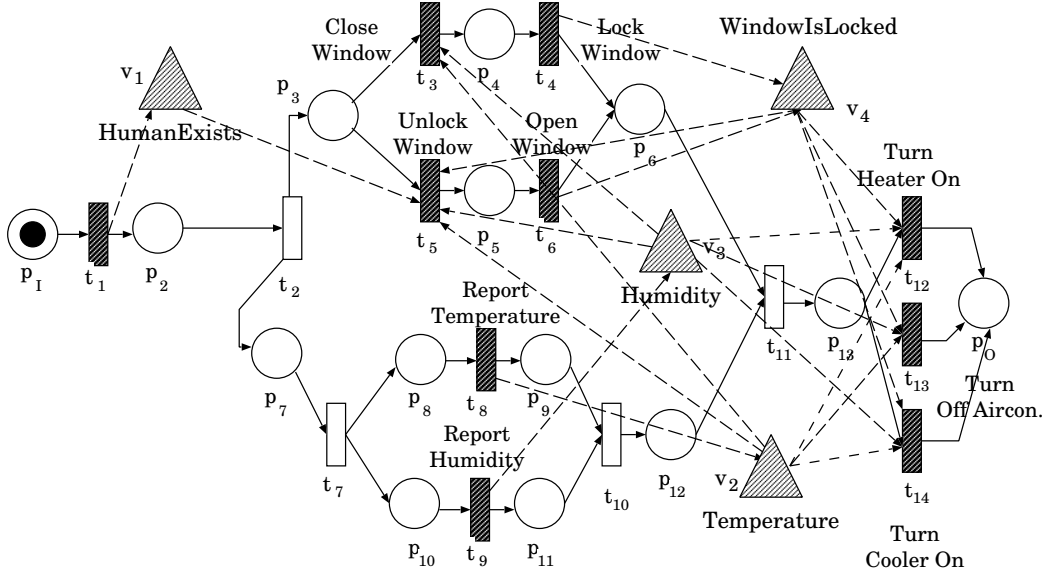 Close
Window
Lock
Window
WindowIsLocked
v1
p3
t3
p4
t4
v4
HumanExists
Unlock
Window
Open
Window
p6
Turn
Heater On
pI
t1
p2
t2
t5
p5
t6
v3
t12
Humidity
Report
Temperature
t11
p13
pO
p7
p8
t8
p9
t13
Turn
Off Aircon.
Report
Humidity
t7
t10
p12
v2
t14
Temperature
p10
t9
p11
Turn
Cooler On